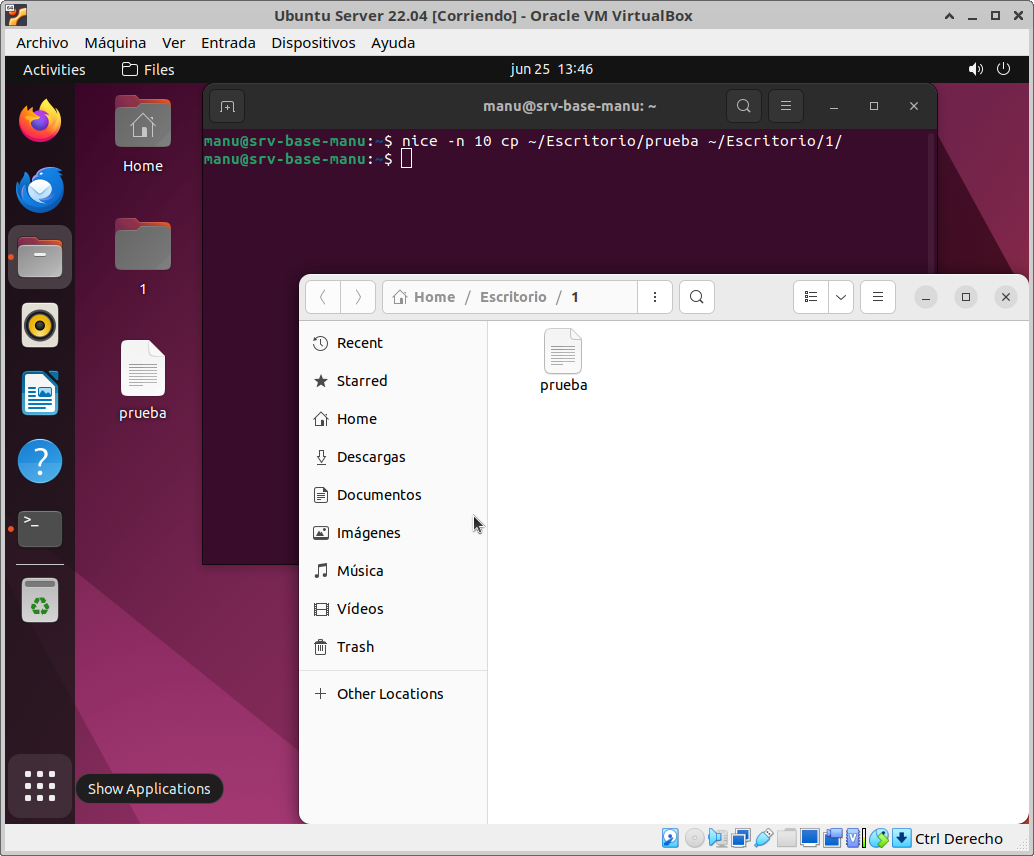 Ubuntu Server 22.04 [Corriendo] - Oracle VM VirtualBox
Archivo Máquina Ver Entrada Dispositivos Ayuda
Activities Files jun 25 13:46
Home
1
prueba
manu@srv-base-manu: ~
manu@srv-base-manu:~$ nice -n 10 cp ~/Escritorio/prueba ~/Escritorio/1/
manu@srv-base-manu:~$
Home / Escritorio / 1
Recent
Starred
Home
Descargas
Documentos
Imágenes
Música
Vídeos
Trash
Other Locations
prueba
Show Applications
Ctrl Derecho